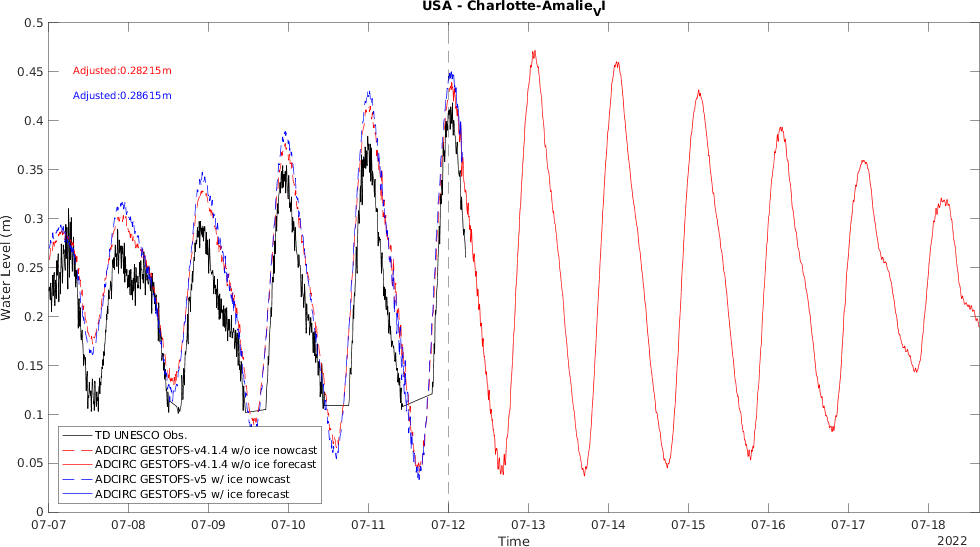 USA - Charlotte-Amalie_VI
Adjusted:0.28215m
Adjusted:0.28615m
Water Level (m)
0.5
0.45
0.4
0.35
0.3
0.25
0.2
0.15
0.1
0.05
0
TD UNESCO Obs.
ADCIRC GESTOFS-v4.1.4 w/o ice nowcast
ADCIRC GESTOFS-v4.1.4 w/o ice forecast
ADCIRC GESTOFS-v5 w/ ice nowcast
ADCIRC GESTOFS-v5 w/ ice forecast
07-07 07-08 07-09 07-10 07-11 07-12 07-13 07-14 07-15 07-16 07-17 07-18
Time
2022